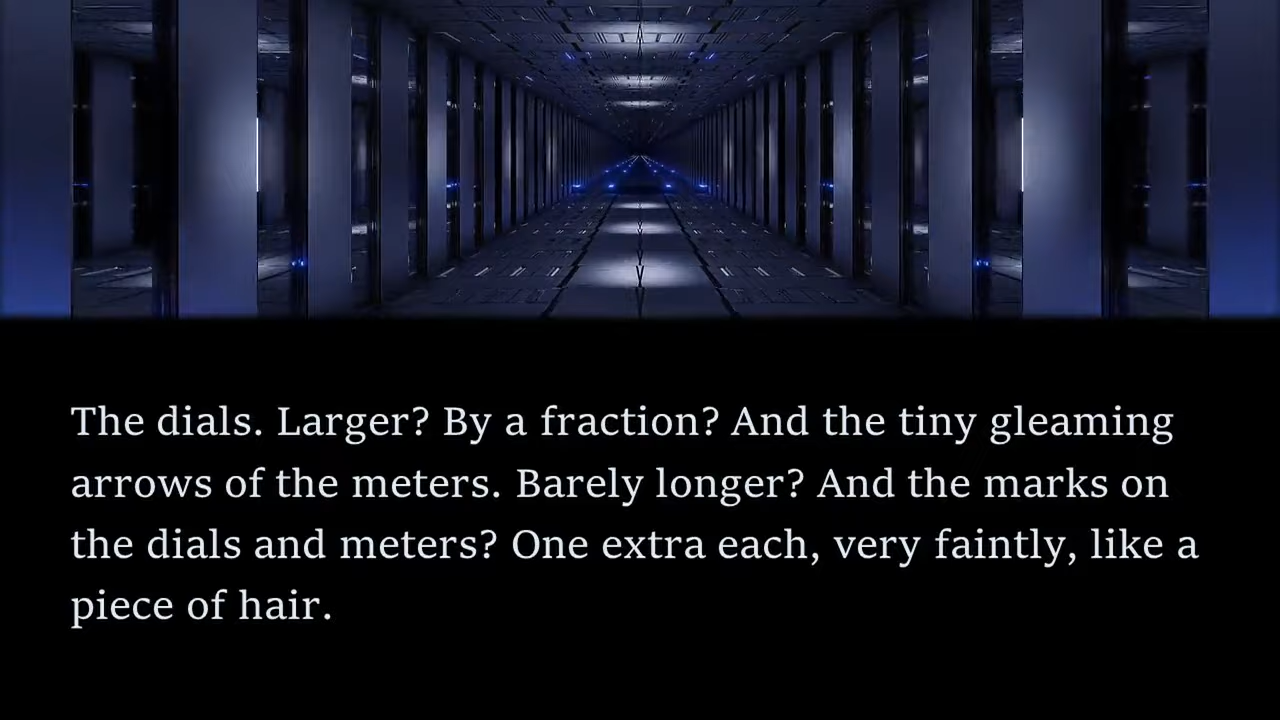 The dials. Larger? By a fraction? And the tiny gleaming
arrows of the meters. Barely longer? And the marks on
the dials and meters? One extra each, very faintly, like a
piece of hair.